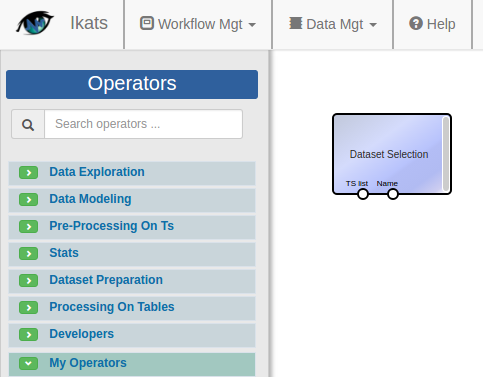 Ikats Workflow Mgt Data Mgt Help
Operators
Search operators ...
Data Exploration
Data Modeling
Pre-Processing On Ts
Stats
Dataset Preparation
Processing On Tables
Developers
My Operators
Dataset Selection
TS list Name